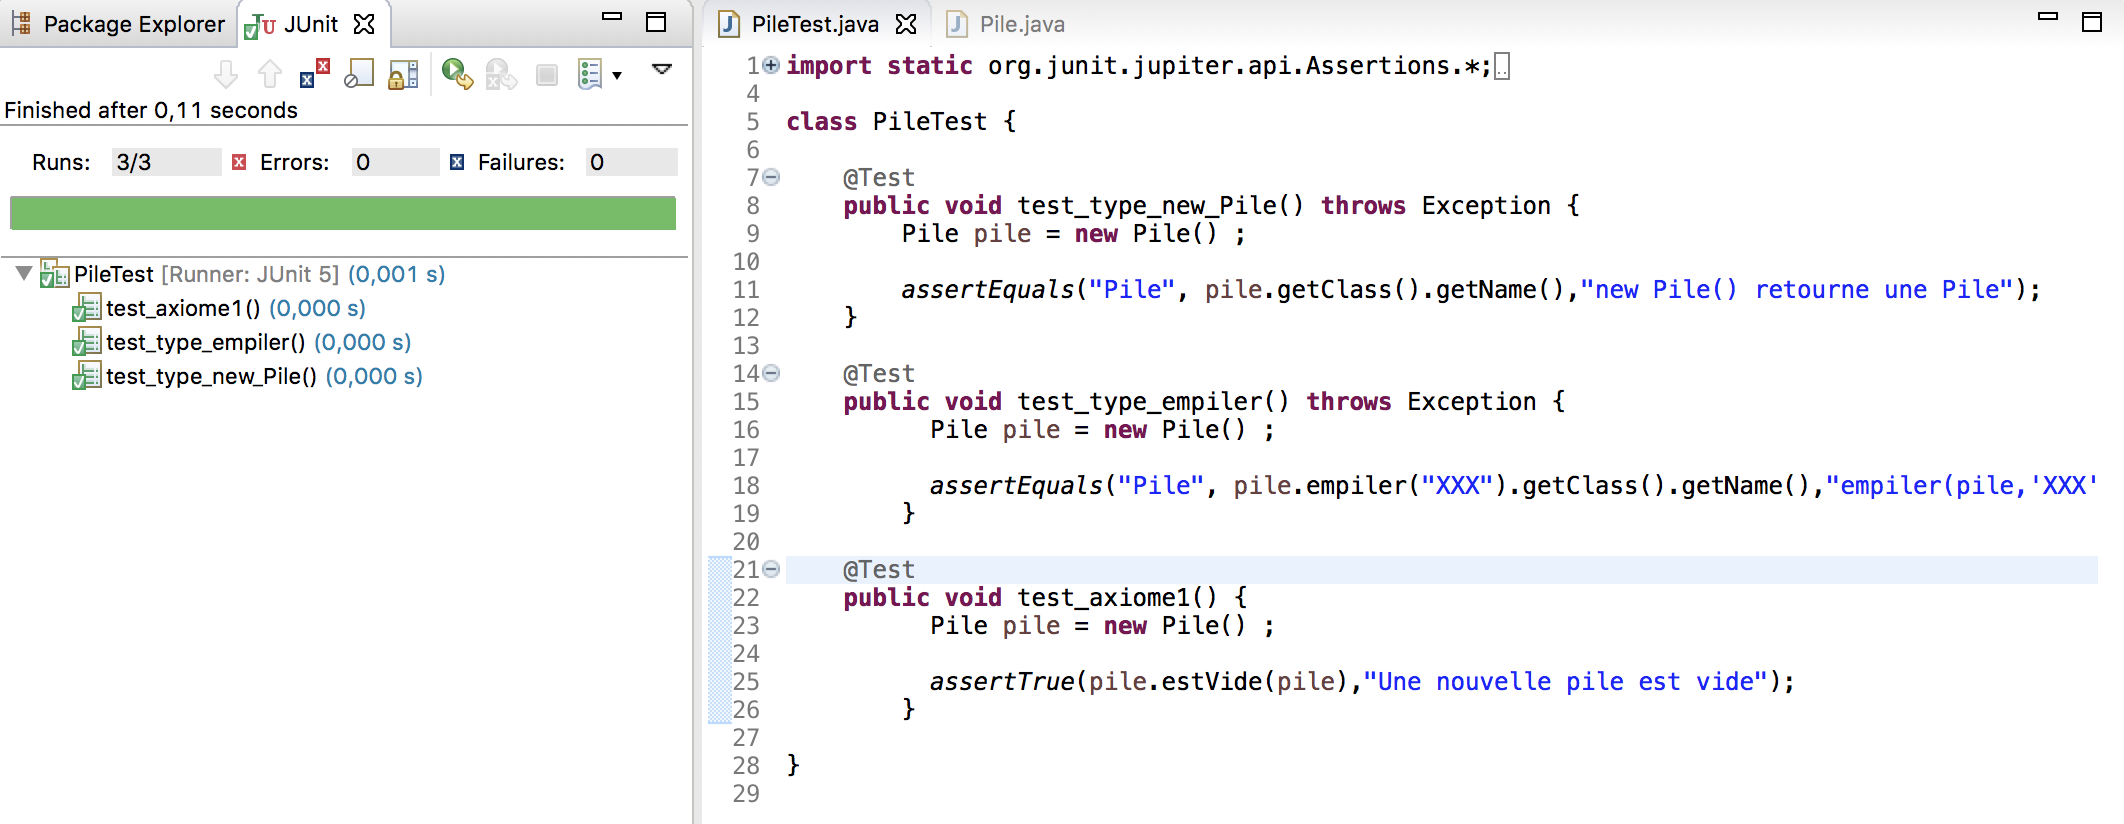 Package Explorer
JUnit
Finished after 0,11 seconds
Runs: 3/3 Errors: 0 Failures: 0
PileTest [Runner: JUnit 5] (0,001 s)
test_axiome1() (0,000 s)
test_type_empiler() (0,000 s)
test_type_new_Pile() (0,000 s)
PileTest.java
Pile.java
1 import static org.junit.jupiter.api.Assertions.*;
4
5 class PileTest {
6
7 @Test
8 public void test_type_new_Pile() throws Exception {
9 Pile pile = new Pile() ;
10
11 assertEquals("Pile", pile.getClass().getName(),"new Pile() retourne une Pile");
12 }
13
14 @Test
15 public void test_type_empiler() throws Exception {
16 Pile pile = new Pile() ;
17
18 assertEquals("Pile", pile.empiler("XXX").getClass().getName(),"empiler(pile,'XXX'
19 }
20
21 @Test
22 public void test_axiome1() {
23 Pile pile = new Pile() ;
24
25 assertTrue(pile.estVide(pile),"Une nouvelle pile est vide");
26 }
27
28 }
29